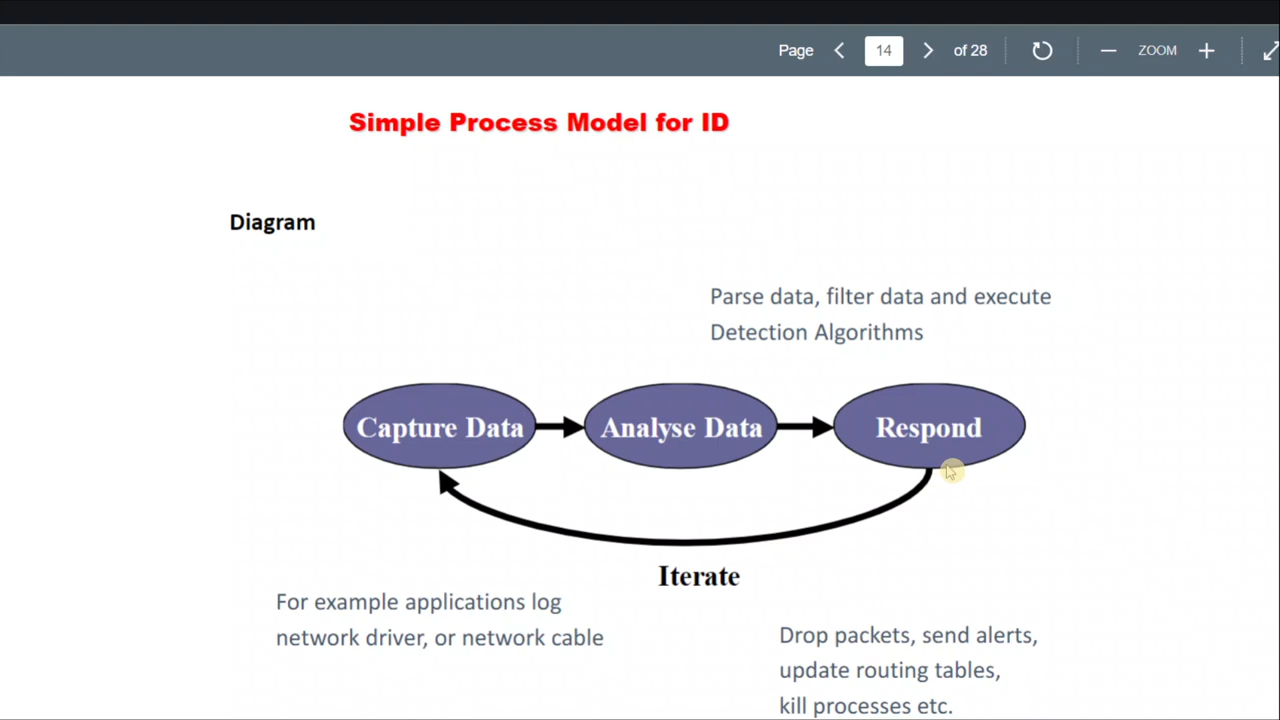 Page 14 of 28 ZOOM
Simple Process Model for ID
Diagram
Parse data, filter data and execute
Detection Algorithms
Capture Data Analyse Data Respond
Iterate
For example applications log
network driver, or network cable
Drop packets, send alerts,
update routing tables,
kill processes etc.